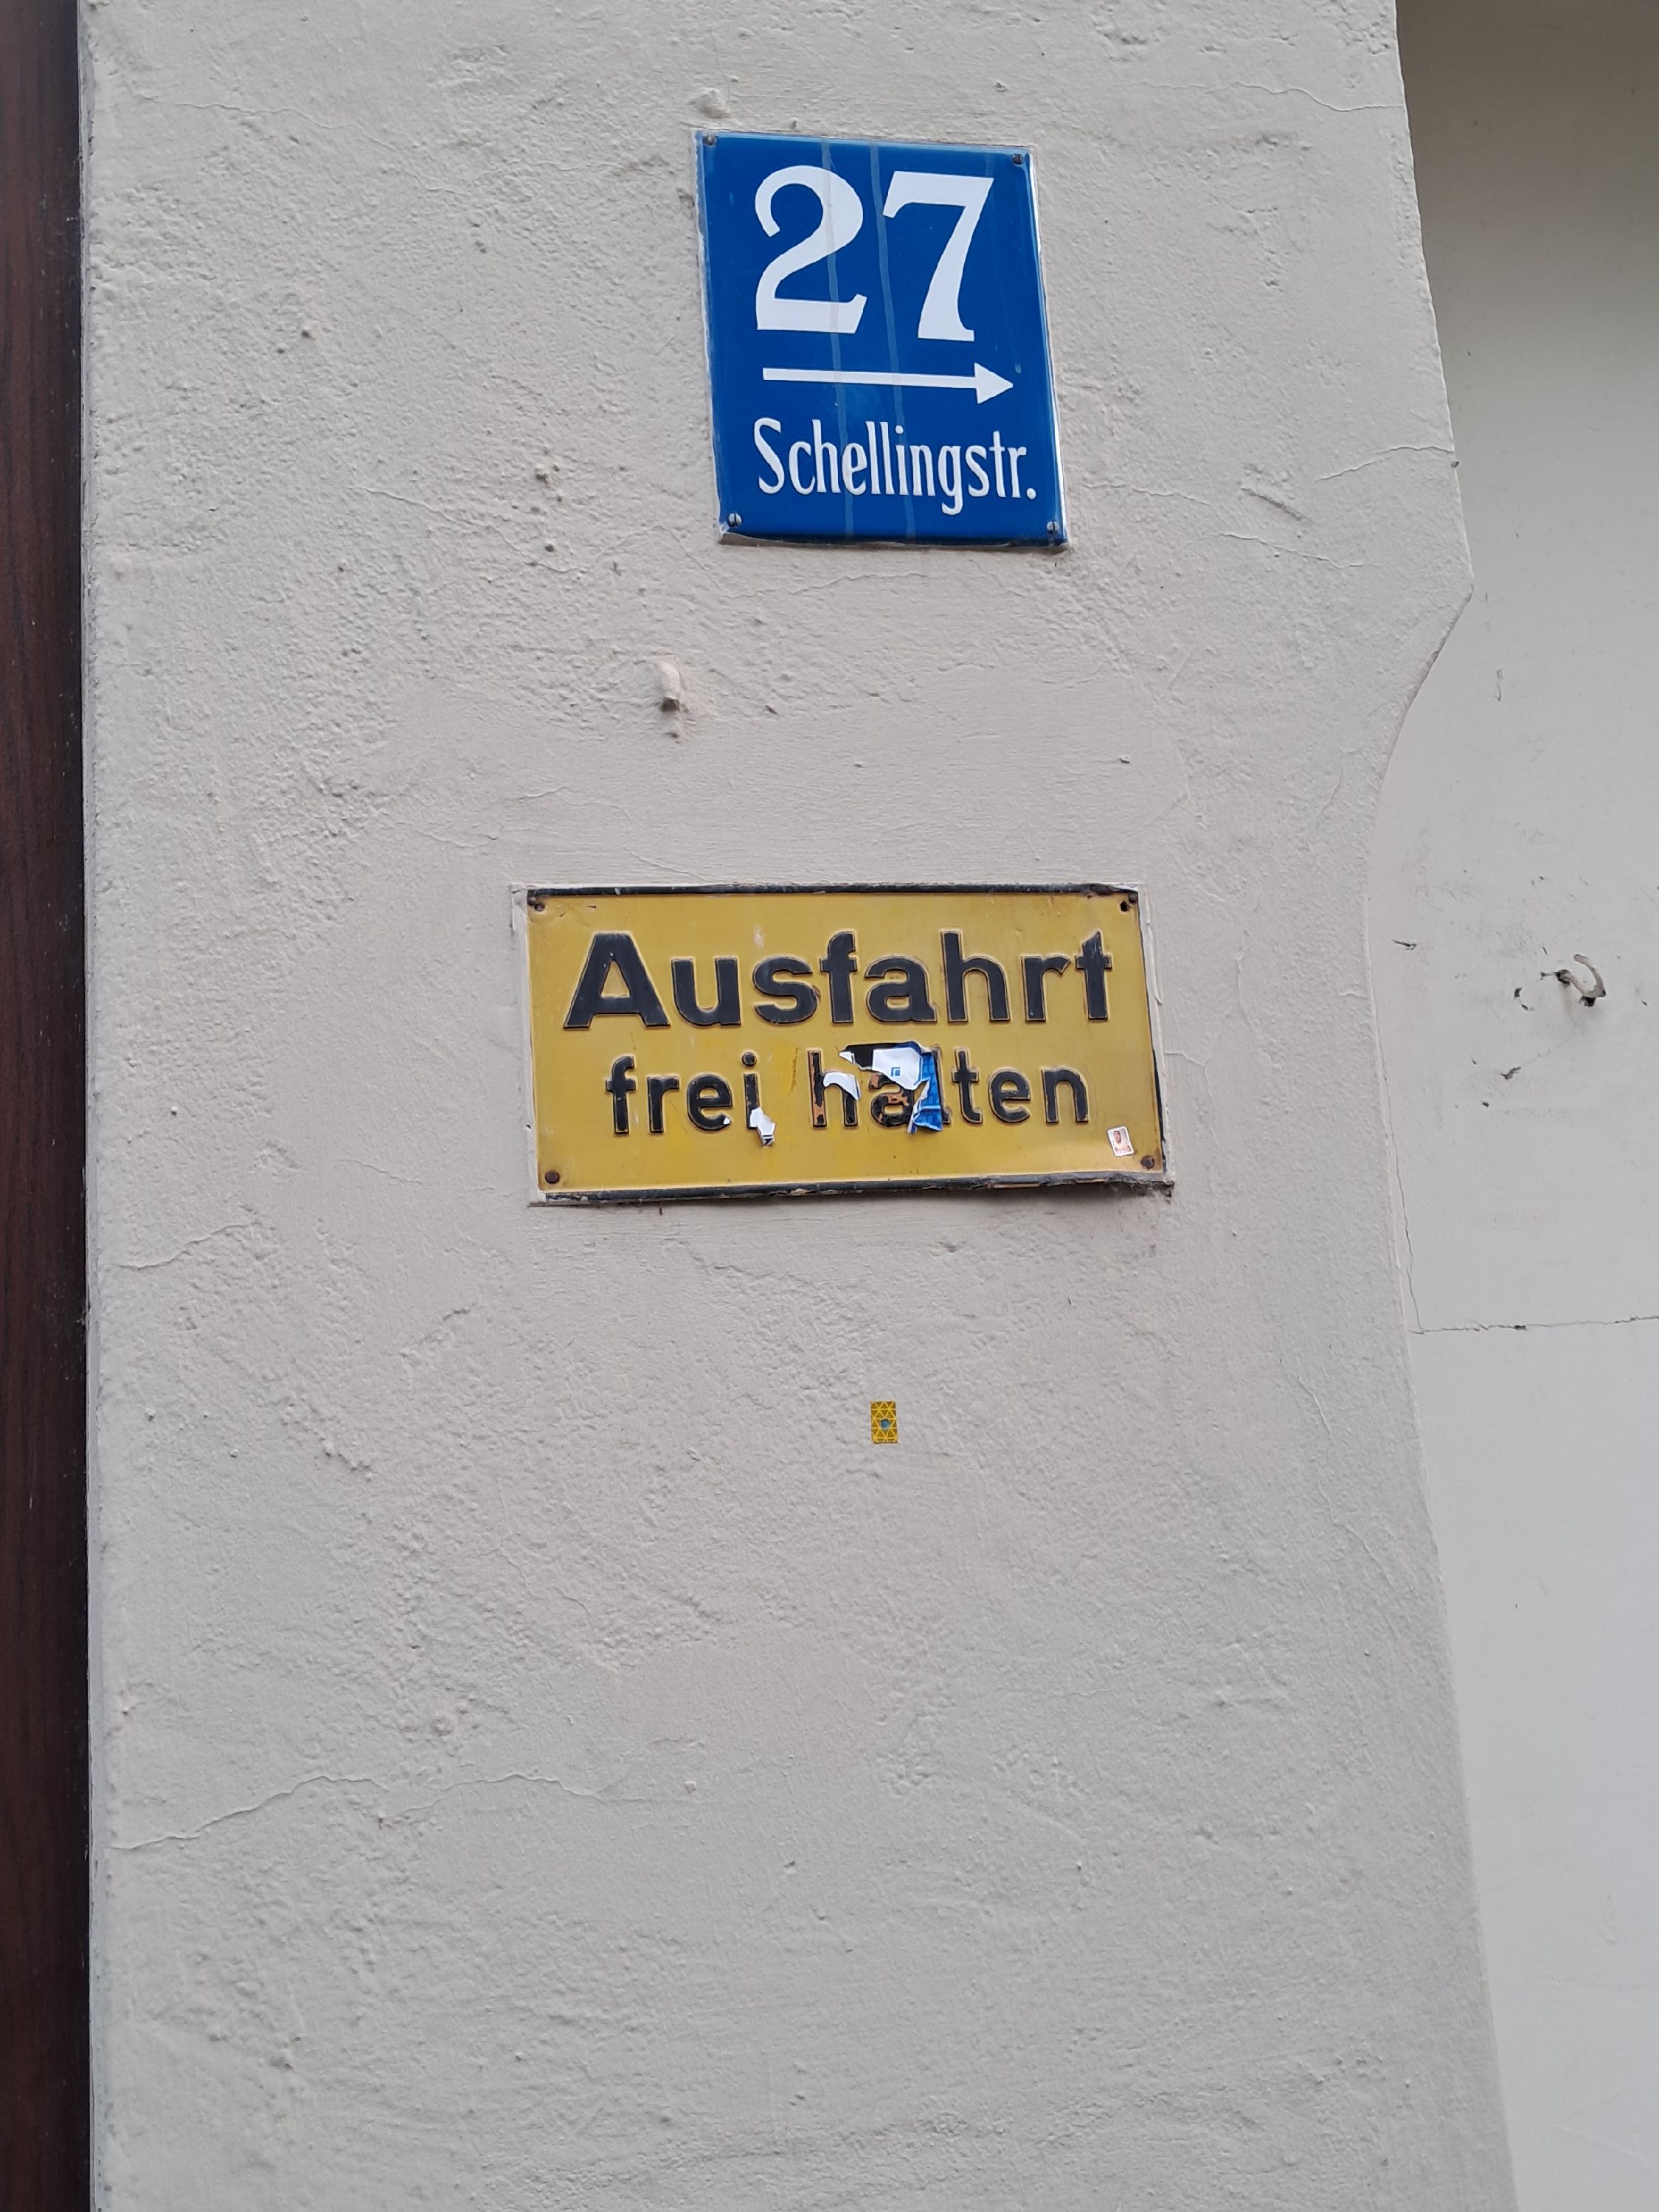 27
Schellingstr.
Ausfahrt
frei halten